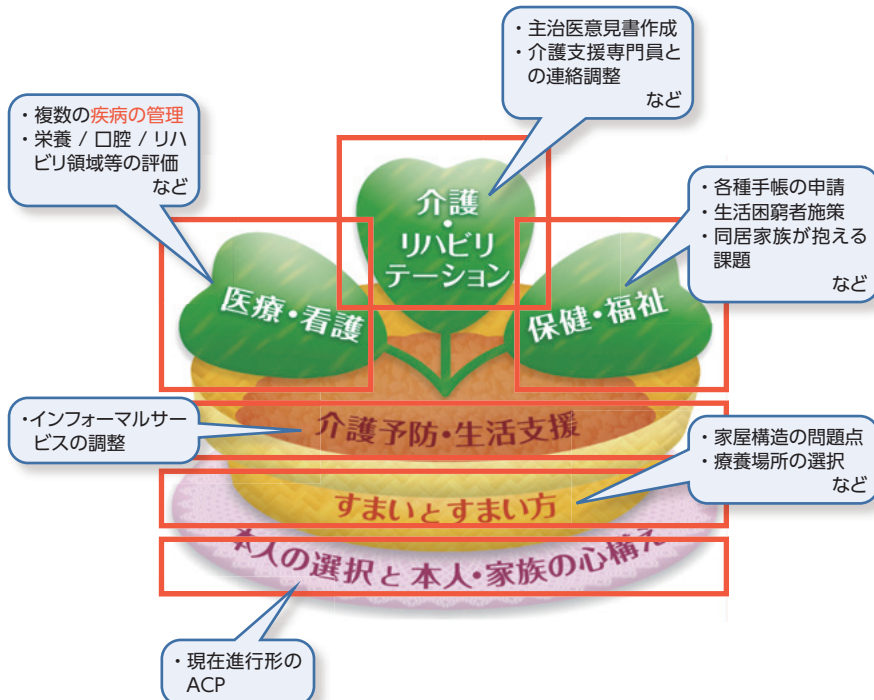 ・主治医意見書作成
・介護支援専門員と
の連絡調整
など
・複数の疾病の管理
・栄養 / 口腔 / リハ
ビリ領域等の評価
など
・各種手帳の申請
・生活困窮者施策
・同居家族が抱える
課題
など
介護
・
リハビリ
テーション
医療・看護
保健・福祉
・インフォーマルサー
ビスの調整
介護予防・生活支援
・家屋構造の問題点
・療養場所の選択
など
すまいとすまい方
本人の選択と本人・家族の心構え
・現在進行形の
ACP